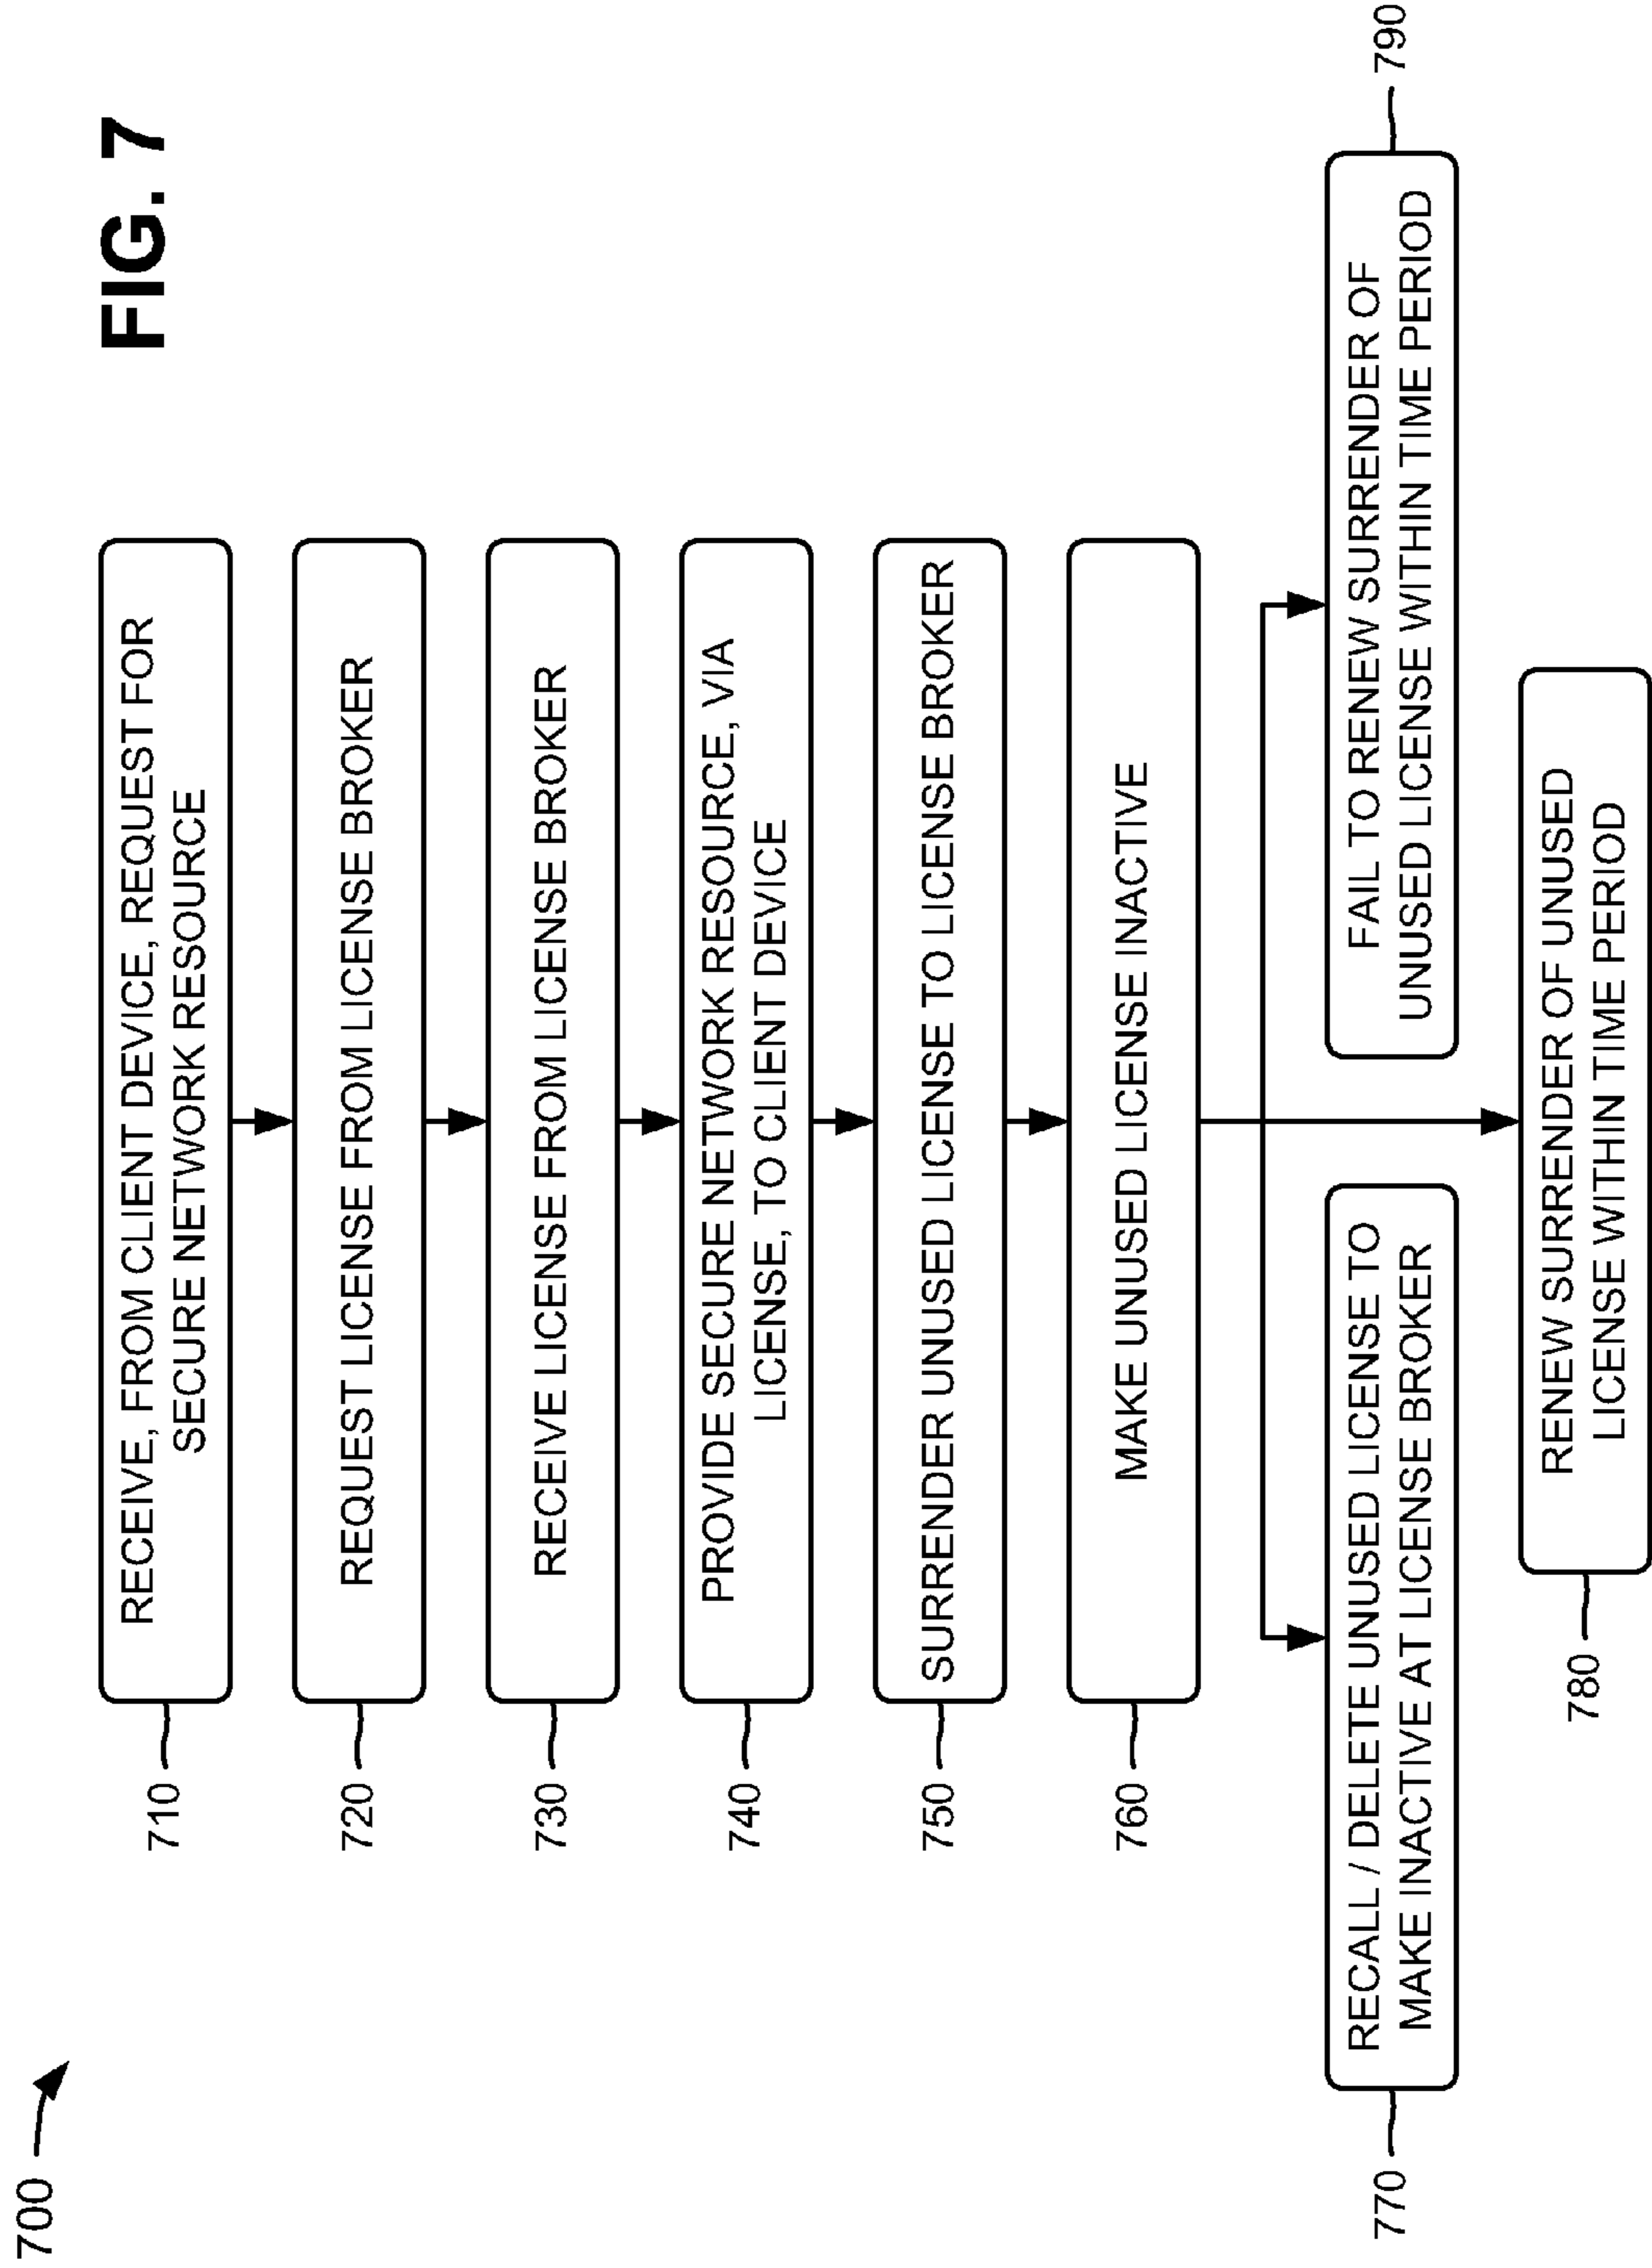 700
FIG. 7
710
RECEIVE, FROM CLIENT DEVICE, REQUEST FOR
SECURE NETWORK RESOURCE
720
REQUEST LICENSE FROM LICENSE BROKER
730
RECEIVE LICENSE FROM LICENSE BROKER
740
PROVIDE SECURE NETWORK RESOURCE, VIA
LICENSE, TO CLIENT DEVICE
750
SURRENDER UNUSED LICENSE TO LICENSE BROKER
760
MAKE UNUSED LICENSE INACTIVE
770
RECALL / DELETE UNUSED LICENSE TO
MAKE INACTIVE AT LICENSE BROKER
FAIL TO RENEW SURRENDER OF
UNUSED LICENSE WITHIN TIME PERIOD
790
780
RENEW SURRENDER OF UNUSED
LICENSE WITHIN TIME PERIOD